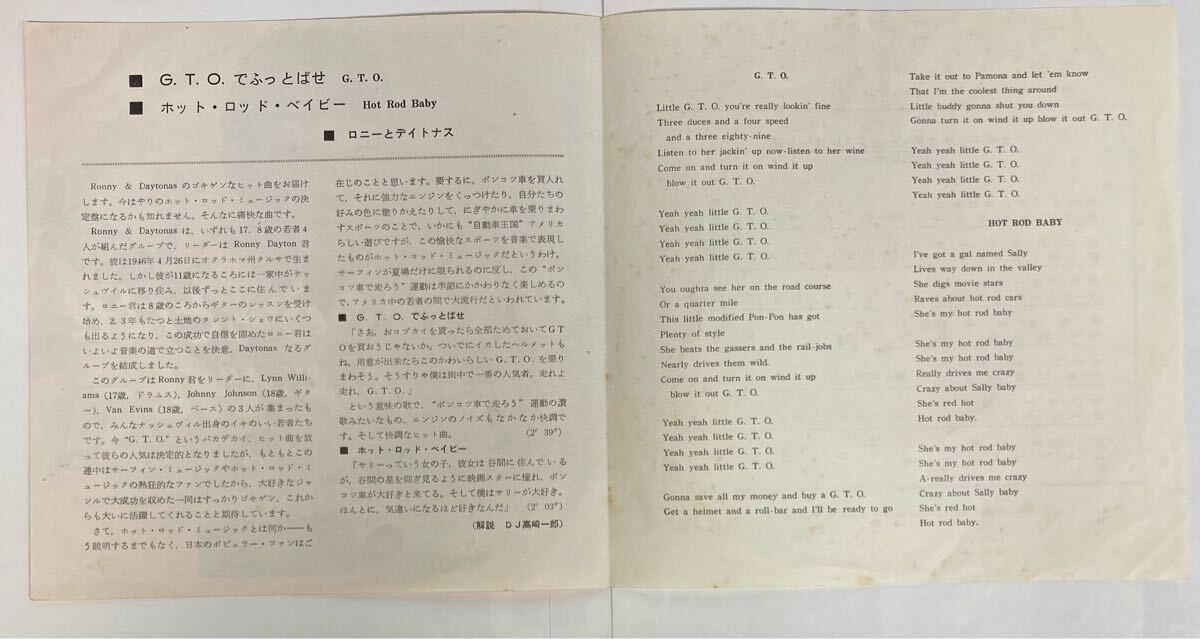 ■ G. T. O. でふっとばせ G. T. O.
■ ホット・ロッド・ベイビー Hot Rod Baby
■ ロニーとデイトナス
Ronny & Daytonas のゴキゲンなヒット曲をお届け
します。今はやりのホット・ロッド・ミュージックの決
定盤になるかも知れません。そんなに痛快な曲です。
Ronny & Daytonas は、いずれも17, 8歳の若者4
人が組んだグループで、リーダーは Ronny Dayton 君
です。彼は1946年4月26日にオクラホマ州タルサで生ま
れました。しかし彼が11歳になるころには一家中がナッ
シュヴィルに移り住み、以後ずっとここに住んでいま
す。ロニー君は8歳のころからギターのレッスンを受け
始め、2, 3年もたつと土地のタレント・ショウにいくつ
も出るようになり、この成功で自信を固めたロニー君は
いよいよ音楽の道で立つことを決意、Daytonas なるグ
ループを結成しました。
このグループはRonny 君をリーダーに、Lynn Willi-
ams (17歳, ドラムス), Johnny Johnson (18歳, ギタ
ー), Van Evins (18歳, ベース) の3人が集まったも
ので、みんなナッシュヴィル出身のイキのいい若者たち
です。今 “G. T. O.” というバカデカイ、ヒット曲を放
って彼らの人気は決定的となりましたが、もともとこの
連中はサーフィン・ミュージックやホット・ロッド・ミ
ュージックの熱狂的なファンでしたから、大好きなジャ
ンルで大成功を収めた一同はすっかりゴキゲン、これか
らも大いに活躍してくれることと期待しています。
さて、ホット・ロッド・ミュージックとは何か——も
う説明するまでもなく、日本のポピュラー・ファンはご
在じのことと思います。要するに、ポンコツ車を買入れ
て、それに強力なエンジンをくっつけたり、自分たちの
好みの色に塗りかえたりして、にぎやかに車を乗りまわ
すスポーツのことで、いかにも“自動車王国”アメリカ
らしい遊びですが、この愉快なスポーツを音楽で表現し
たものがホット・ロッド・ミュージックだというわけ。
サーフィンが夏場だけに限られるのに反し、この“ポン
コツ車で走ろう”運動は季節にかかわりなく楽しめるの
で、アメリカ中の若者の間で大流行だといわれています。
■ G. T. O. でふっとばせ
「さあ、おコヅカイを貰ったら全部ためておいてGT
Oを買おうじゃないか。ついでにイカしたヘルメットも
ね。用意が出来たらこのかわいらしいG. T. O. を乗り
まわそう。そうすりゃ僕は街中で一番の人気者。走れよ
走れ、G. T. O.」
という意味の歌で、“ポンコツ車で走ろう” 運動の讃
歌みたいなもの、エンジンのノイズもなかなか快調で
す。そして快調なヒット曲。 (2′ 39″)
■ ホット・ロッド・ベイビー
『サリーっていう女の子、彼女は谷間に住んでいる
が、谷間の星を仰ぎ見るように映画スターに憧れ、ポン
コツ車が大好きと来てる。そして僕はサリーが大好き。
ほんとに、気違いになるほど好きなんだ』 (2′ 03″)
(解説 DJ高崎一郎)
G. T. O.
Little G. T. O. you're really lookin' fine
Three duces and a four speed
and a three eighty-nine
Listen to her jackin' up now-listen to her wine
Come on and turn it on wind it up
blow it out G. T. O.
Yeah yeah little G. T. O.
Yeah yeah little G. T. O.
Yeah yeah little G. T. O.
Yeah yeah little G. T. O.
You oughta see her on the road course
Or a quarter mile
This little modified Pon-Pon has got
Plenty of style
She beats the gassers and the rail-jobs
Nearly drives them wild.
Come on and turn it on wind it up
blow it out G. T. O.
Yeah yeah little G. T. O.
Yeah yeah little G. T. O.
Yeah yeah little G. T. O.
Yeah yeah little G. T. O.
Gonna save all my money and buy a G. T. O.
Get a helmet and a roll-bar and I'll be ready to go
Take it out to Pamona and let 'em know
That I'm the coolest thing around
Little buddy gonna shut you down
Gonna turn it on wind it up blow it out G. T. O.
Yeah yeah little G. T. O.
Yeah yeah little G. T. O.
Yeah yeah little G. T. O.
Yeah yeah little G. T. O.
HOT ROD BABY
I've got a gal named Sally
Lives way down in the valley
She digs movie stars
Raves about hot rod cars
She's my hot rod baby
She's my hot rod baby
She's my hot rod baby
Really drives me crazy
Crazy about Sally baby
She's red hot
Hot rod baby.
She's my hot rod baby
She's my hot rod baby
A-really drives me crazy
Crazy about Sally baby
She's red hot
Hot rod baby.